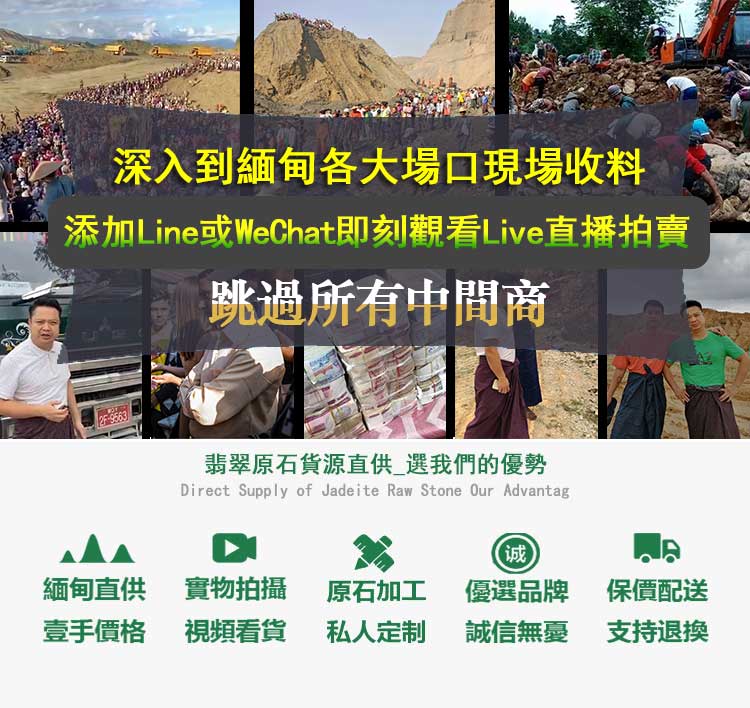 深入到緬甸各大場口現場收料
添加Line或WeChat即刻觀看Live直播拍賣
跳過所有中間商
2F-9563
翡翠原石貨源直供_選我們的優勢
Direct Supply of Jadeite Raw Stone Our Advantag
诚
緬甸直供 實物拍攝 原石加工 優選品牌 保價配送
壹手價格 視頻看貨 私人定制 誠信無憂 支持退換